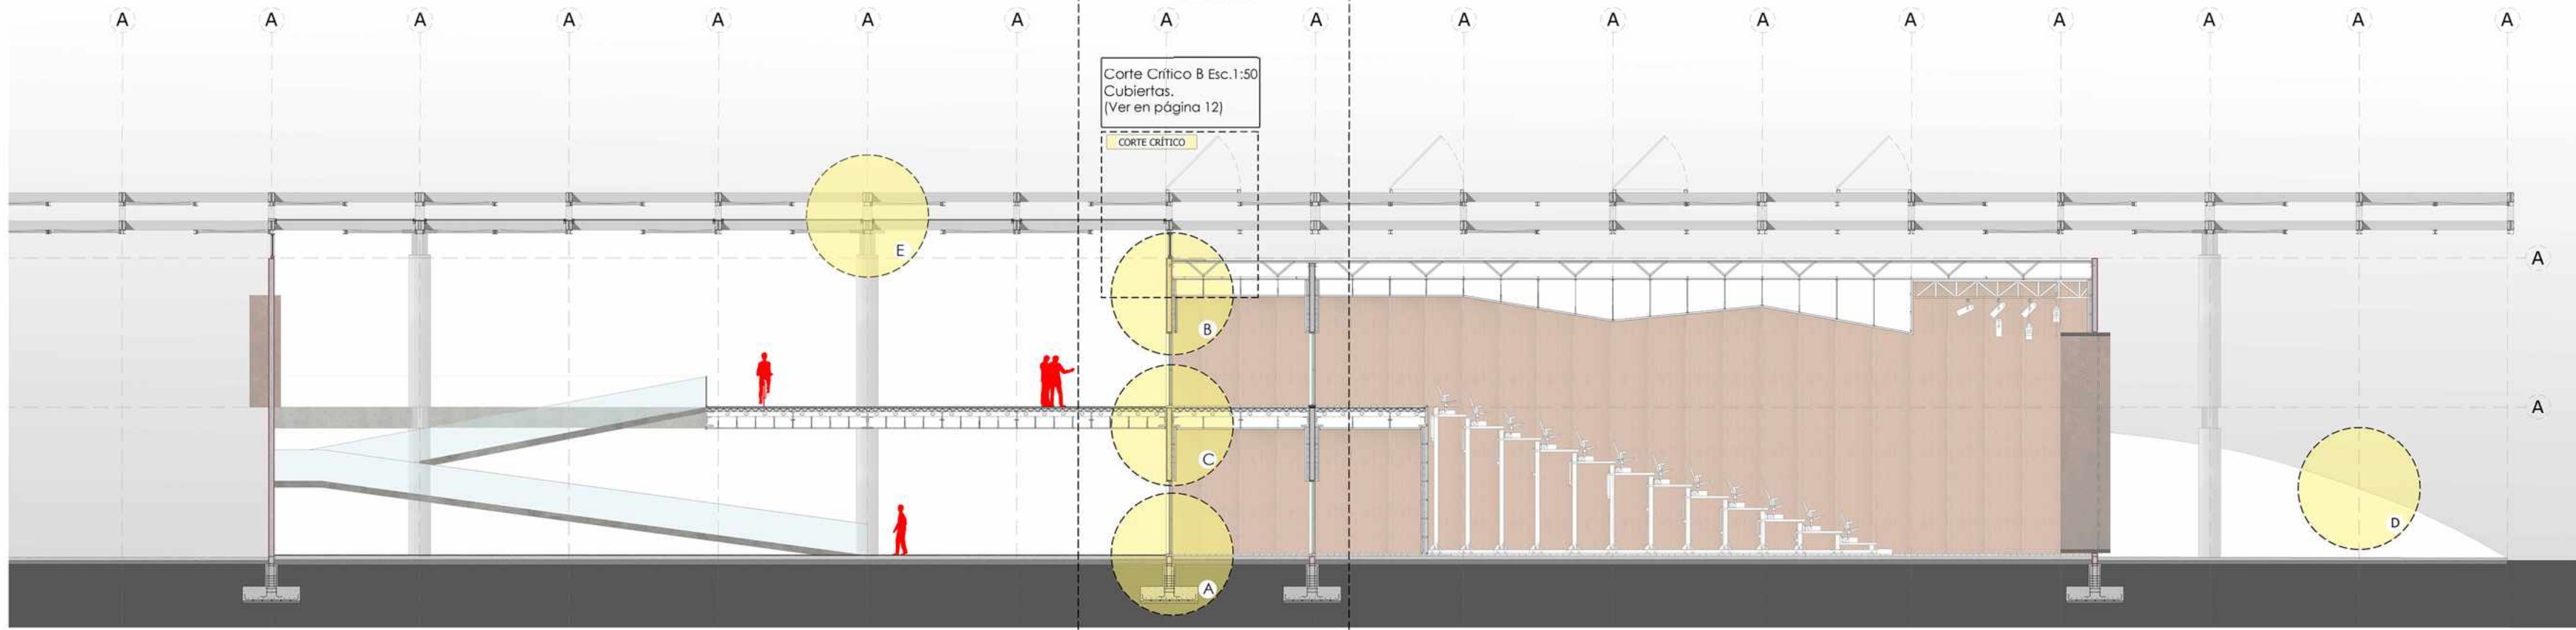 A A A A A A A A A A A A A A A A A
Corte Crítico B Esc.1:50
Cubiertas.
(Ver en página 12)
CORTE CRÍTICO
E
A
B
A
C
D
A